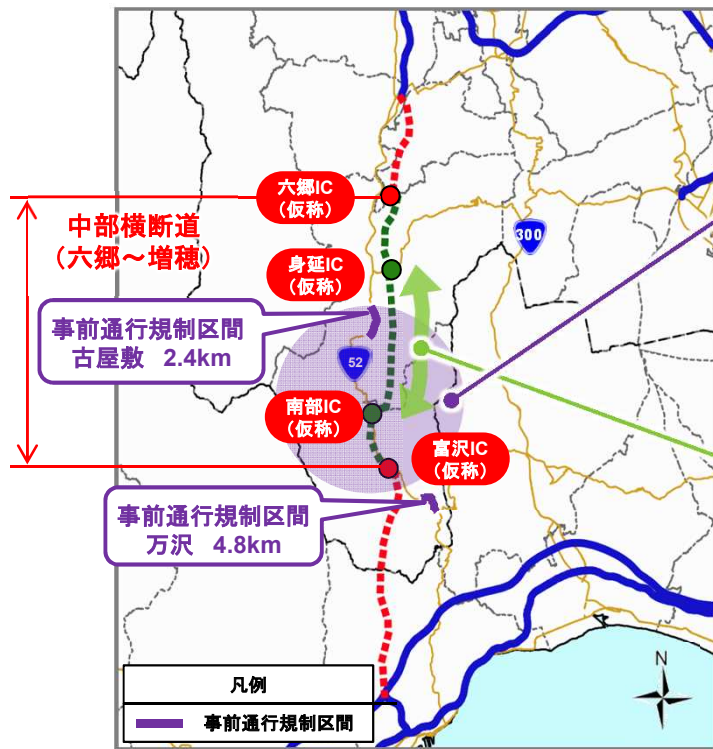 六郷IC
(仮称)
中部横断道
(六郷～増穂)
300
身延IC
(仮称)
事前通行規制区間
古屋敷 2.4km
52
南部IC
(仮称)
富沢IC
(仮称)
事前通行規制区間
万沢 4.8km
凡例
事前通行規制区間
N